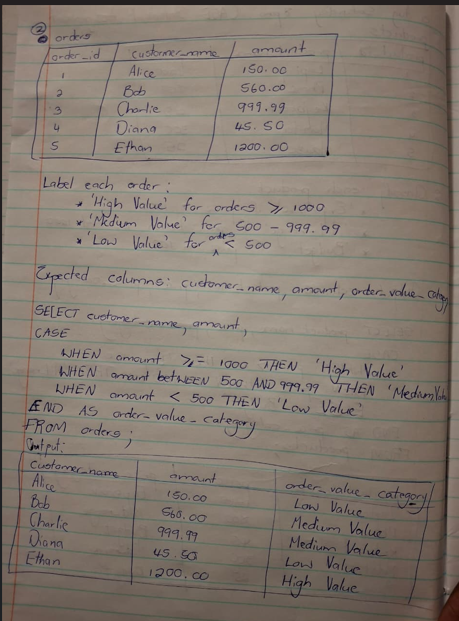 ② orders
order_id customer_name amount
1 Alice 150.00
2 Bob 560.00
3 Charlie 999.99
4 Diana 45.50
5 Ethan 1200.00
Label each order:
* 'High Value' for orders ≥ 1000
* 'Medium Value' for 500 - 999.99
* 'Low Value' for orders < 500
Expected columns: customer_name, amount, order_value_categ
SELECT customer_name, amount,
CASE
WHEN amount >= 1000 THEN 'High Value'
WHEN amount between 500 AND 999.99 THEN 'Medium Valu
WHEN amount < 500 THEN 'Low Value'
END AS order_value_category
FROM orders;
Output:
Customer_name amount order_value_category
Alice 150.00 Low Value
Bob 560.00 Medium Value
Charlie 999.99 Medium Value
Diana 45.50 Low Value
Ethan 1200.00 High Value